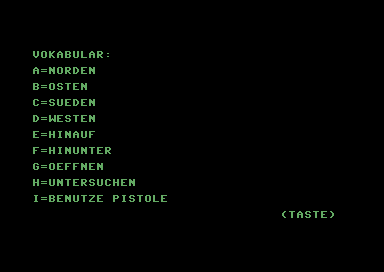 VOKABULAR:
A=NORDEN
B=OSTEN
C=SUEDEN
D=WESTEN
E=HINAUF
F=HINUNTER
G=OEFFNEN
H=UNTERSUCHEN
I=BENUTZE PISTOLE
(TASTE)